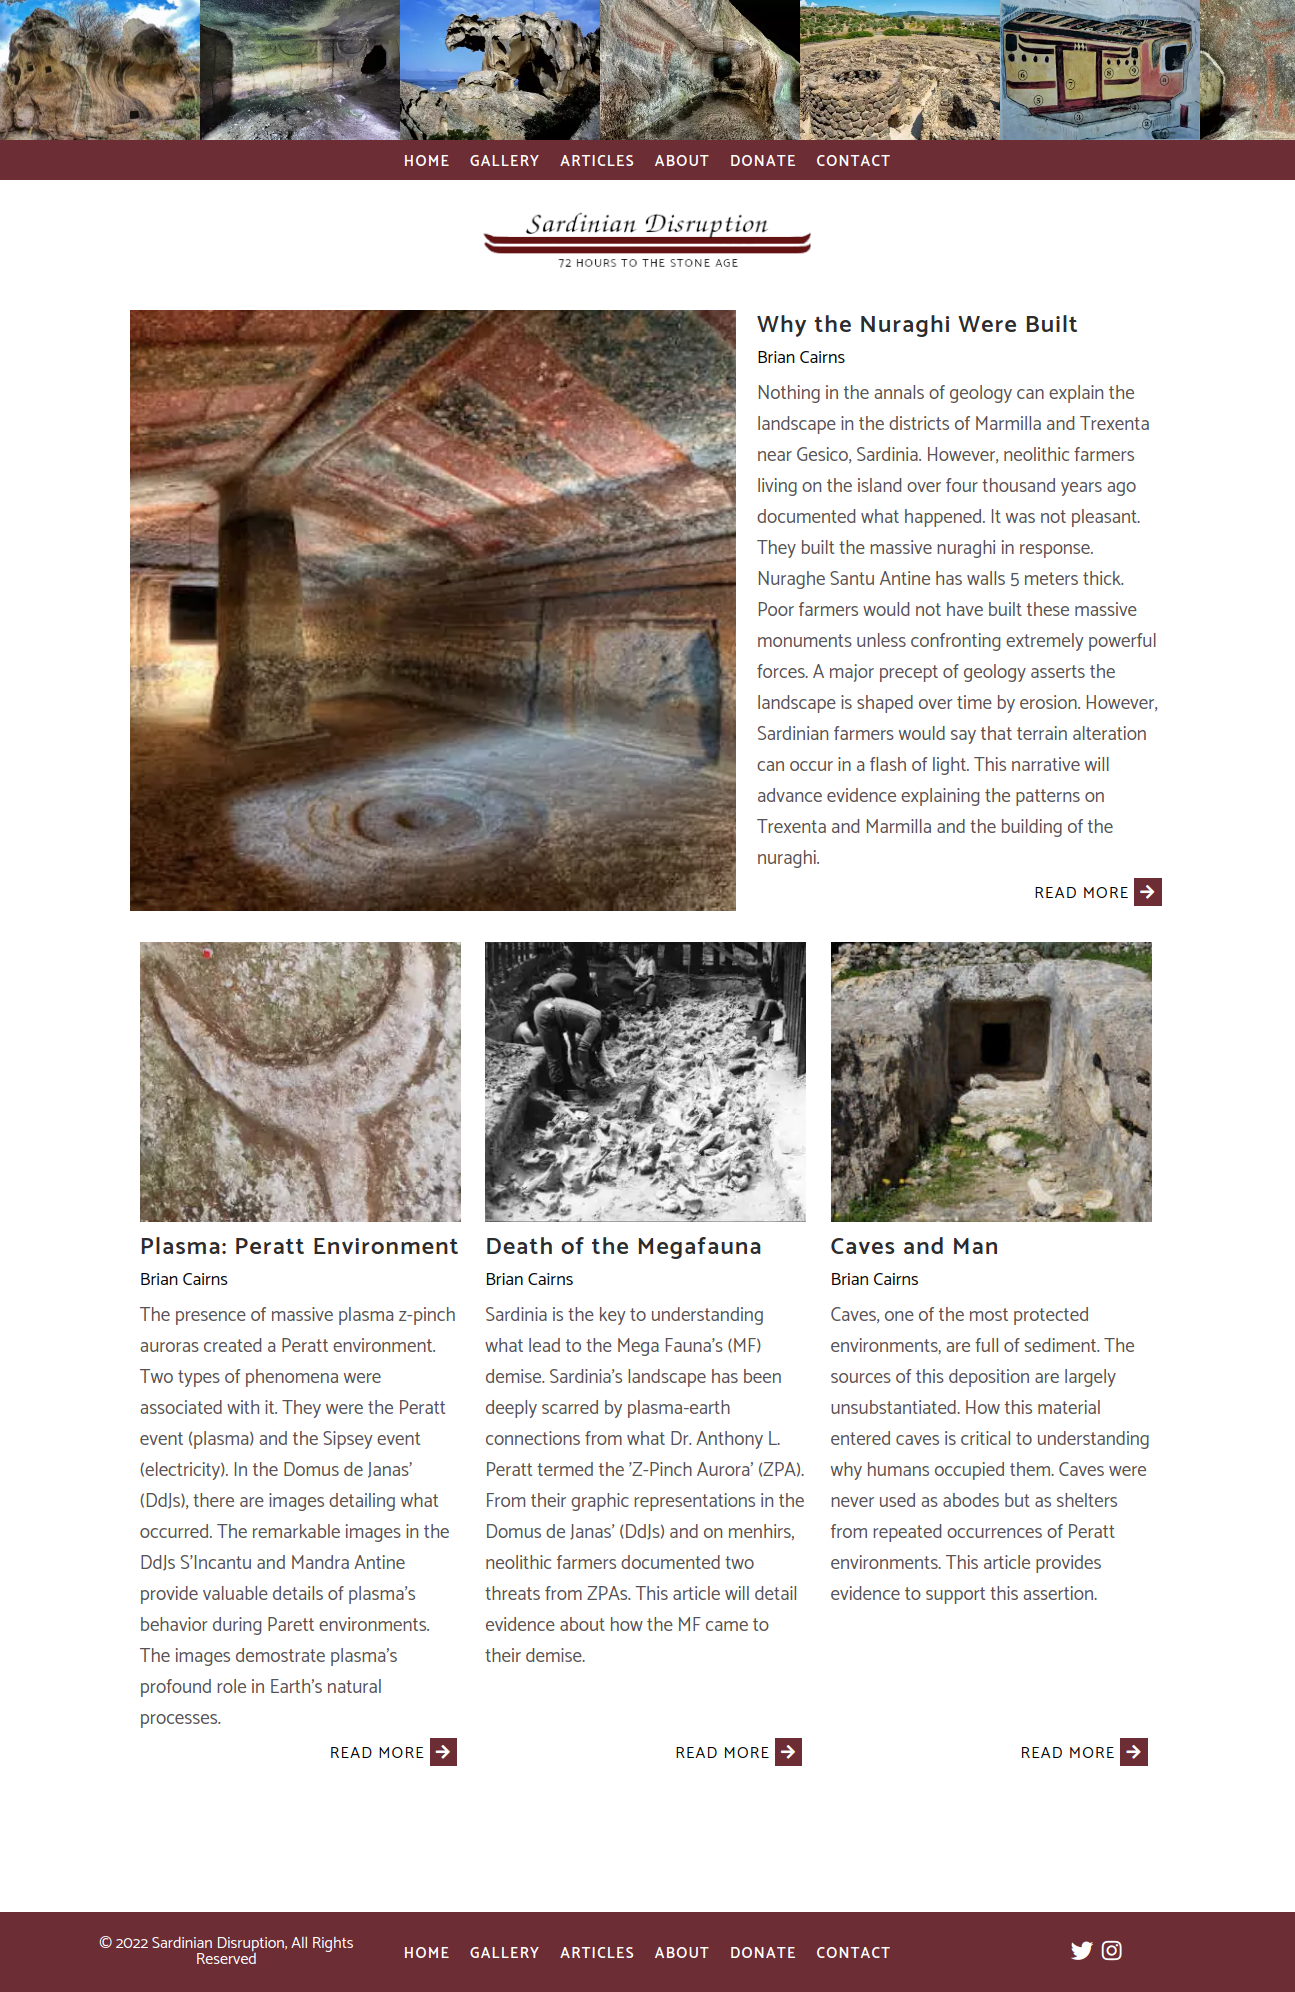 HOME GALLERY ARTICLES ABOUT DONATE CONTACT
Sardinian Disruption
72 HOURS TO THE STONE AGE
Why the Nuraghi Were Built
Brian Cairns
Nothing in the annals of geology can explain the
landscape in the districts of Marmilla and Trexenta
near Gesico, Sardinia. However, neolithic farmers
living on the island over four thousand years ago
documented what happened. It was not pleasant.
They built the massive nuraghi in response.
Nuraghe Santu Antine has walls 5 meters thick.
Poor farmers would not have built these massive
monuments unless confronting extremely powerful
forces. A major precept of geology asserts the
landscape is shaped over time by erosion. However,
Sardinian farmers would say that terrain alteration
can occur in a flash of light. This narrative will
advance evidence explaining the patterns on
Trexenta and Marmilla and the building of the
nuraghi.
READ MORE
Plasma: Peratt Environment
Brian Cairns
The presence of massive plasma z-pinch
auroras created a Peratt environment.
Two types of phenomena were
associated with it. They were the Peratt
event (plasma) and the Sipsey event
(electricity). In the Domus de Janas'
(DdJs), there are images detailing what
occurred. The remarkable images in the
DdJs S'Incantu and Mandra Antine
provide valuable details of plasma's
behavior during Parett environments.
The images demostrate plasma's
profound role in Earth's natural
processes.
READ MORE
Death of the Megafauna
Brian Cairns
Sardinia is the key to understanding
what lead to the Mega Fauna's (MF)
demise. Sardinia's landscape has been
deeply scarred by plasma-earth
connections from what Dr. Anthony L.
Peratt termed the 'Z-Pinch Aurora' (ZPA).
From their graphic representations in the
Domus de Janas' (DdJs) and on menhirs,
neolithic farmers documented two
threats from ZPAs. This article will detail
evidence about how the MF came to
their demise.
READ MORE
Caves and Man
Brian Cairns
Caves, one of the most protected
environments, are full of sediment. The
sources of this deposition are largely
unsubstantiated. How this material
entered caves is critical to understanding
why humans occupied them. Caves were
never used as abodes but as shelters
from repeated occurrences of Peratt
environments. This article provides
evidence to support this assertion.
READ MORE
© 2022 Sardinian Disruption, All Rights
Reserved
HOME GALLERY ARTICLES ABOUT DONATE CONTACT